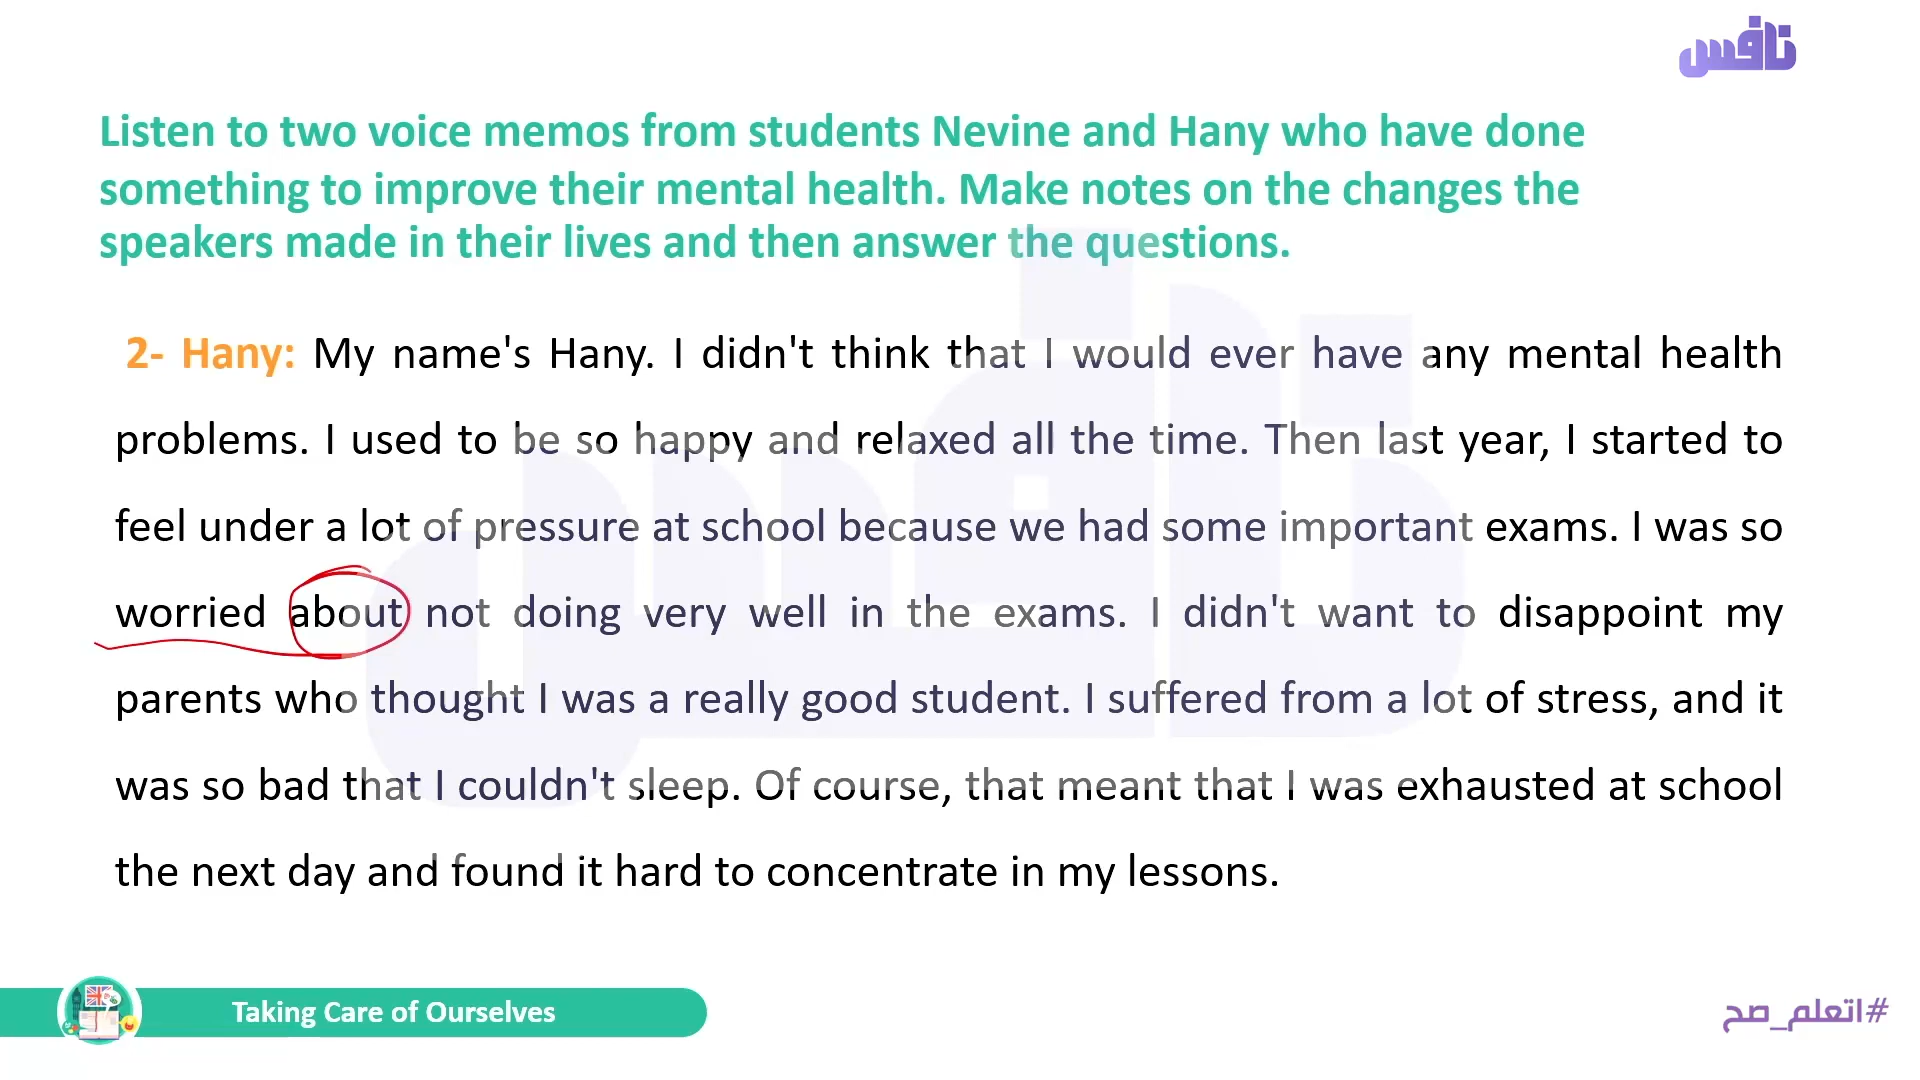 نافس
Listen to two voice memos from students Nevine and Hany who have done
something to improve their mental health. Make notes on the changes the
speakers made in their lives and then answer the questions.
2- Hany: My name's Hany. I didn't think that I would ever have any mental health
problems. I used to be so happy and relaxed all the time. Then last year, I started to
feel under a lot of pressure at school because we had some important exams. I was so
worried about not doing very well in the exams. I didn't want to disappoint my
parents who thought I was a really good student. I suffered from a lot of stress, and it
was so bad that I couldn't sleep. Of course, that meant that I was exhausted at school
the next day and found it hard to concentrate in my lessons.
Taking Care of Ourselves
#اتعلم_صح